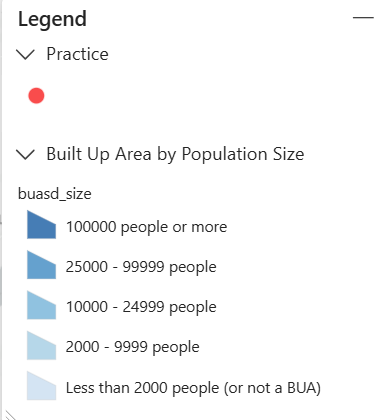 Legend
Practice
Built Up Area by Population Size
buasd_size
100000 people or more
25000 - 99999 people
10000 - 24999 people
2000 - 9999 people
Less than 2000 people (or not a BUA)